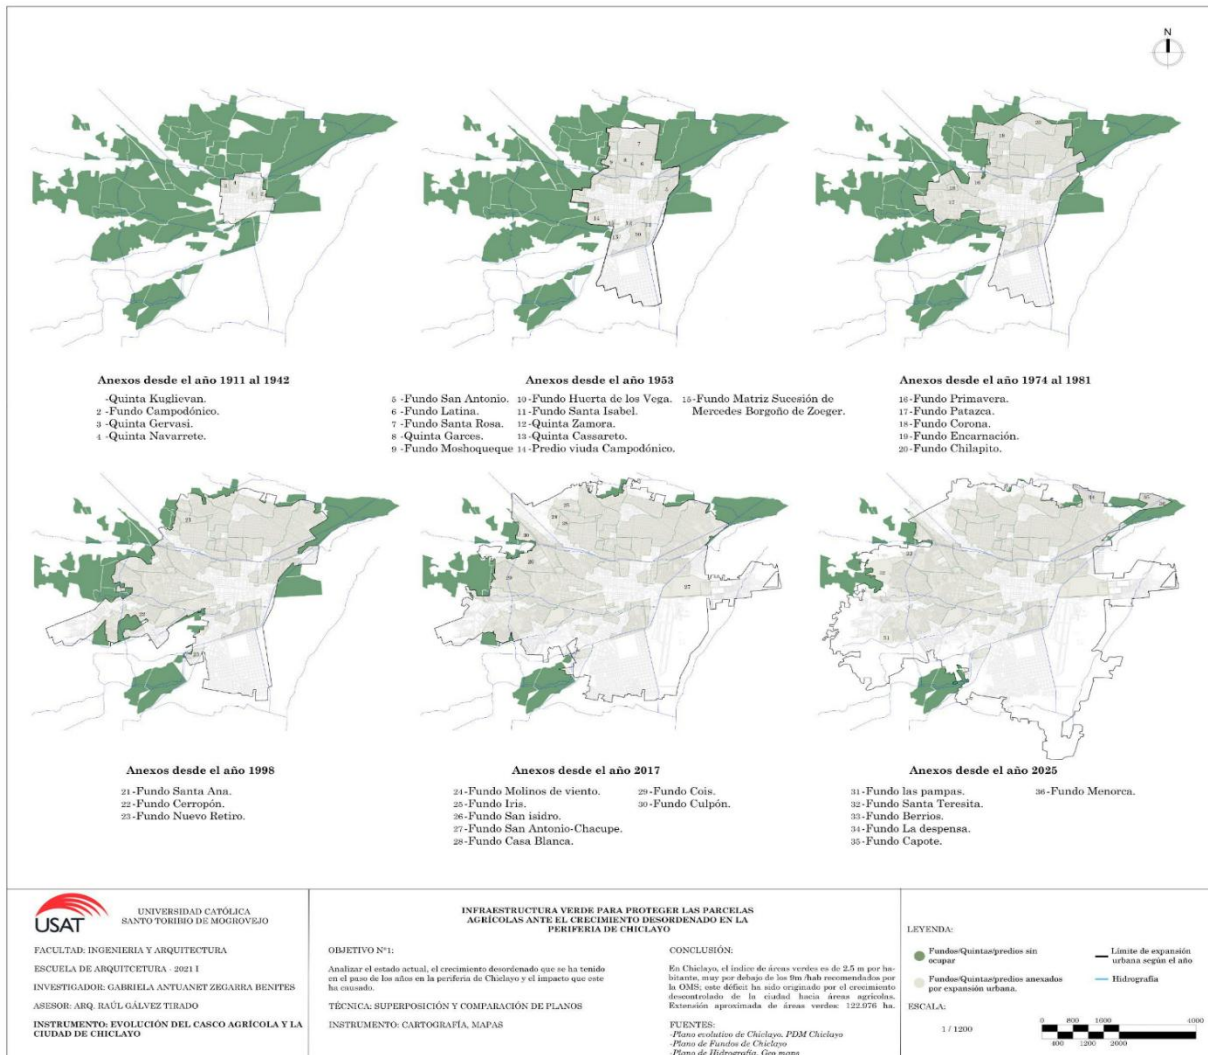 N
Anexos desde el año 1911 al 1942
-Quinta Kuglievan.
2 -Fundo Campodónico.
3 -Quinta Gervasi.
4 -Quinta Navarrete.
Anexos desde el año 1953
5 -Fundo San Antonio.
6 -Fundo Latina.
7 -Fundo Santa Rosa.
8 -Quinta Garces.
9 -Fundo Moshoqueque
10 -Fundo Huerta de los Vega.
11 -Fundo Santa Isabel.
12 -Quinta Zamora.
13 -Quinta Cassareto.
14 -Predio viuda Campodónico.
15 -Fundo Matriz Sucesión de
Mercedes Borgoño de Zoeger.
Anexos desde el año 1974 al 1981
16 -Fundo Primavera.
17 -Fundo Patazca.
18 -Fundo Corona.
19 -Fundo Encarnación.
20 -Fundo Chilapito.
Anexos desde el año 1998
21 -Fundo Santa Ana.
22 -Fundo Cerropón.
23 -Fundo Nuevo Retiro.
Anexos desde el año 2017
24 -Fundo Molinos de viento.
25 -Fundo Iris.
26 -Fundo San isidro.
27 -Fundo San Antonio-Chacupe.
28 -Fundo Casa Blanca.
29 -Fundo Cois.
30 -Fundo Culpón.
Anexos desde el año 2025
31 -Fundo las pampas.
32 -Fundo Santa Teresita.
33 -Fundo Berrios.
34 -Fundo La despensa.
35 -Fundo Capote.
36 -Fundo Menorca.
USAT
UNIVERSIDAD CATÓLICA
SANTO TORIBIO DE MOGROVEJO
FACULTAD: INGENIERIA Y ARQUITECTURA
ESCUELA DE ARQUITCETURA - 2021 I
INVESTIGADOR: GABRIELA ANTUANET ZEGARRA BENITES
ASESOR: ARQ. RAÚL GÁLVEZ TIRADO
INSTRUMENTO: EVOLUCIÓN DEL CASCO AGRÍCOLA Y LA
CIUDAD DE CHICLAYO
INFRAESTRUCTURA VERDE PARA PROTEGER LAS PARCELAS
AGRÍCOLAS ANTE EL CRECIMIENTO DESORDENADO EN LA
PERIFERIA DE CHICLAYO
OBJETIVO N°1:
Analizar el estado actual, el crecimiento desordenado que se ha tenido
en el paso de los años en la periferia de Chiclayo y el impacto que este
ha causado.
TÉCNICA: SUPERPOSICIÓN Y COMPARACIÓN DE PLANOS
INSTRUMENTO: CARTOGRAFÍA, MAPAS
CONCLUSIÓN:
En Chiclayo, el indice de áreas verdes es de 2.5 m por ha-
bitante, muy por debajo de los 9m /hab recomendados por
la OMS; este déficit ha sido originado por el crecimiento
descontrolado de la ciudad hacia áreas agrícolas.
Extensión aproximada de áreas verdes: 122.976 ha.
FUENTES:
-Plano evolutivo de Chiclayo. PDM Chiclayo
-Plano de Fundos de Chiclayo
-Plano de Hidrografía, Geo maps
LEYENDA:
Fundos/Quintas/predios sin
ocupar
Fundos/Quintas/predios anexados
por expansión urbana.
Límite de expansión
urbana según el año
Hidrografía
ESCALA:
1 / 1200
0 800 1600 4000
800 1200 2000